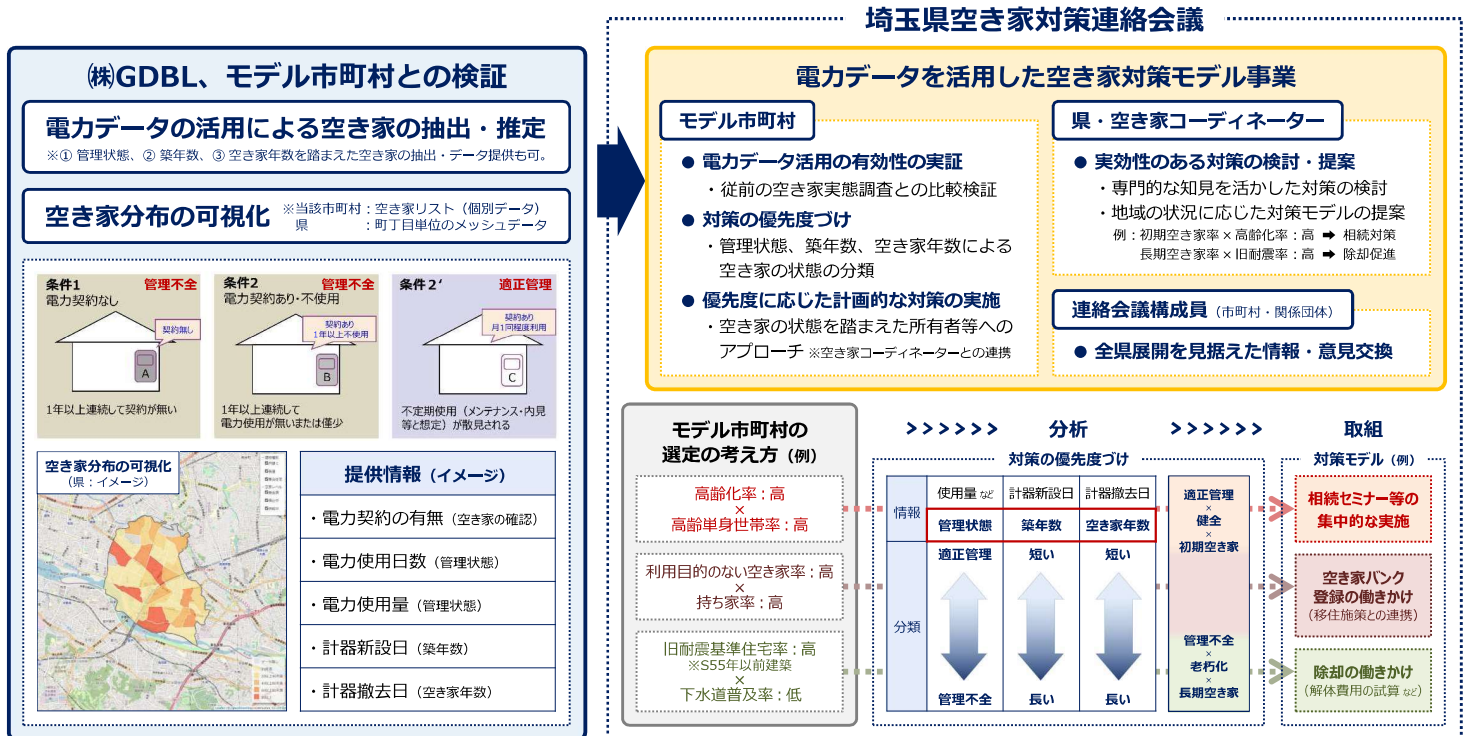 ㈱GDBL、モデル市町村との検証
電力データの活用による空き家の抽出・推定
※① 管理状態、② 築年数、③ 空き家年数を踏まえた空き家の抽出・データ提供も可。
空き家分布の可視化
※当該市町村：空き家リスト（個別データ）
県　　　　：町丁目単位のメッシュデータ
条件1
管理不全
電力契約なし
契約無し
A
1年以上連続して契約が無い
条件2
管理不全
電力契約あり・不使用
契約あり
1年以上不使用
B
1年以上連続して
電力使用が無いまたは僅少
条件２’
適正管理
契約あり
月1回程度利用
C
不定期使用（メンテナンス・内見
等と想定）が散見される
空き家分布の可視化
（県：イメージ）
提供情報（イメージ）
・電力契約の有無（空き家の確認）
・電力使用日数（管理状態）
・電力使用量（管理状態）
・計器新設日（築年数）
・計器撤去日（空き家年数）
埼玉県空き家対策連絡会議
電力データを活用した空き家対策モデル事業
モデル市町村
● 電力データ活用の有効性の実証
・従前の空き家実態調査との比較検証
● 対策の優先度づけ
・管理状態、築年数、空き家年数による
空き家の状態の分類
● 優先度に応じた計画的な対策の実施
・空き家の状態を踏まえた所有者等への
アプローチ ※空き家コーディネーターとの連携
県・空き家コーディネーター
● 実効性のある対策の検討・提案
・専門的な知見を活かした対策の検討
・地域の状況に応じた対策モデルの提案
例：初期空き家率 × 高齢化率：高 ➡ 相続対策
長期空き家率 × 旧耐震率：高 ➡ 除却促進
連絡会議構成員（市町村・関係団体）
● 全県展開を見据えた情報・意見交換
モデル市町村の
選定の考え方（例）
高齢化率：高
×
高齢単身世帯率：高
利用目的のない空き家率：高
×
持ち家率：高
旧耐震基準住宅率：高
※S55年以前建築
×
下水道普及率：低
>>>>>> 分析 >>>>>> 取組
対策の優先度づけ
情報
使用量 など
計器新設日
計器撤去日
管理状態
築年数
空き家年数
分類
適正管理
短い
短い
管理不全
長い
長い
適正管理
×
健全
×
初期空き家
管理不全
×
老朽化
×
長期空き家
対策モデル（例）
相続セミナー等の
集中的な実施
空き家バンク
登録の働きかけ
（移住施策との連携）
除却の働きかけ
（解体費用の試算 など）